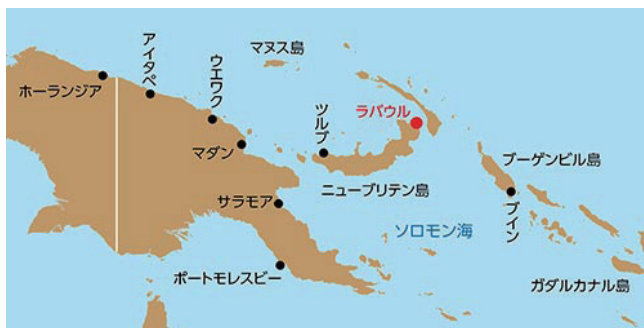 マヌス島
アイタペ
ウエワク
ホーランジア
ラバウル
ツルブ
マダン
ブーゲンビル島
ニューブリテン島
サラモア
ブイン
ソロモン海
ポートモレスビー
ガダルカナル島